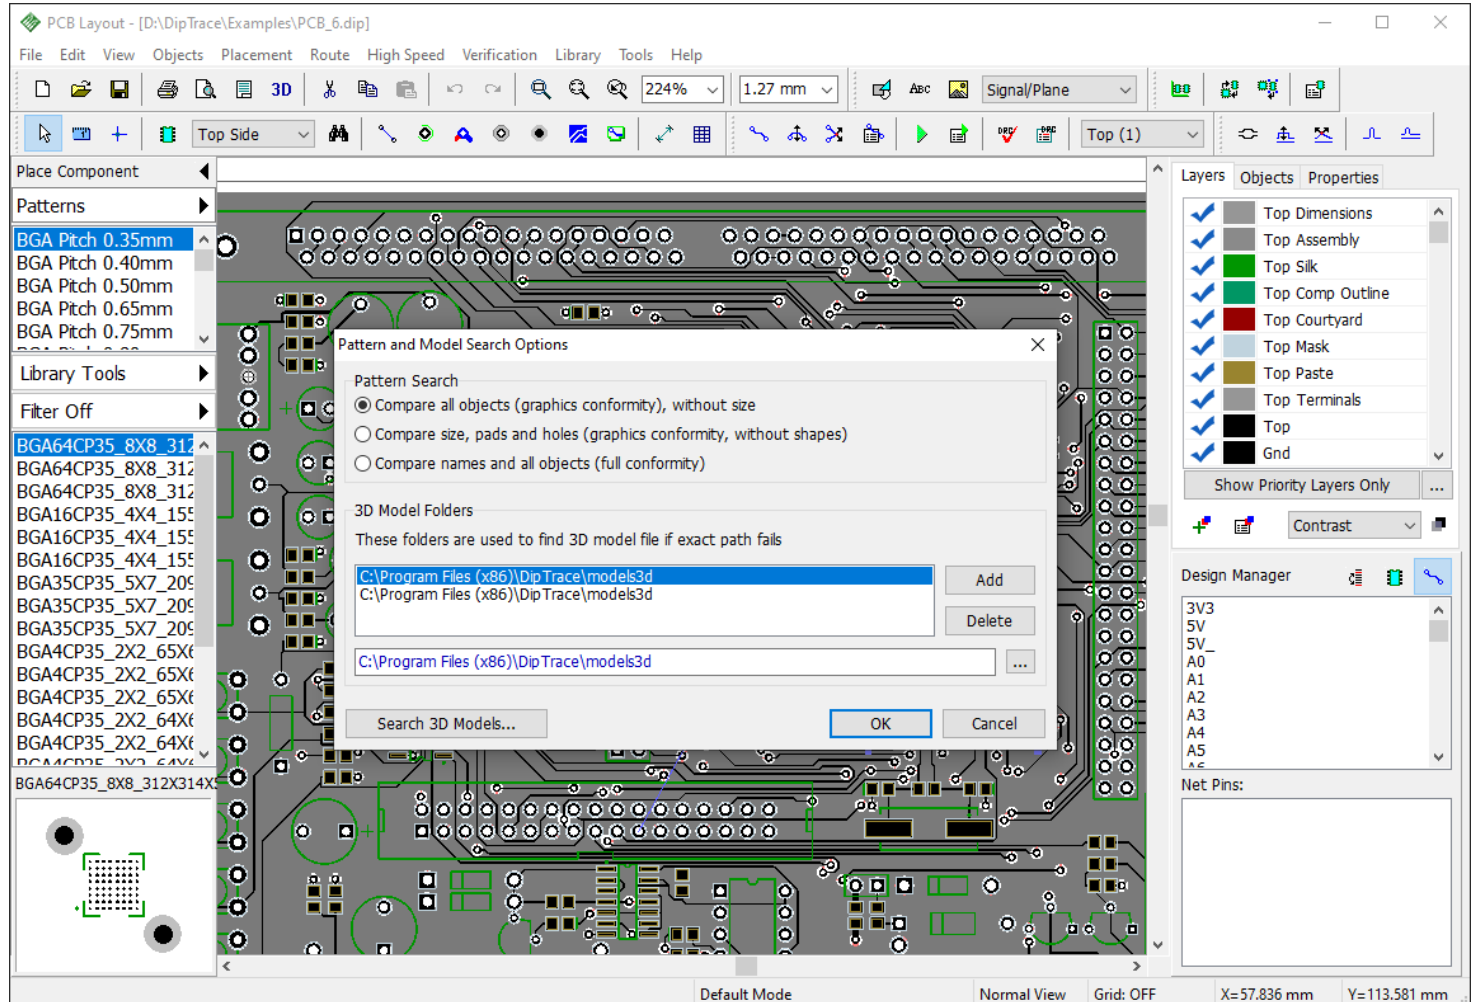 PCB Layout - [D:\DipTrace\Examples\PCB_6.dip]
File Edit View Objects Placement Route High Speed Verification Library Tools Help
3D 224% 1.27 mm ABC Signal/Plane
Top Side DRC DRC Top (1)
Place Component
Patterns
BGA Pitch 0.35mm
BGA Pitch 0.40mm
BGA Pitch 0.50mm
BGA Pitch 0.65mm
BGA Pitch 0.75mm
Library Tools
Filter Off
BGA64CP35_8X8_312
BGA64CP35_8X8_312
BGA64CP35_8X8_312
BGA16CP35_4X4_155
BGA16CP35_4X4_155
BGA16CP35_4X4_155
BGA35CP35_5X7_209
BGA35CP35_5X7_209
BGA35CP35_5X7_209
BGA4CP35_2X2_65X6
BGA4CP35_2X2_65X6
BGA4CP35_2X2_65X6
BGA4CP35_2X2_64X6
BGA4CP35_2X2_64X6
BGA4CP35_2X2_64X6
BGA64CP35_8X8_312X314X5
Pattern and Model Search Options
Pattern Search
Compare all objects (graphics conformity), without size
Compare size, pads and holes (graphics conformity, without shapes)
Compare names and all objects (full conformity)
3D Model Folders
These folders are used to find 3D model file if exact path fails
C:\Program Files (x86)\DipTrace\models3d
C:\Program Files (x86)\DipTrace\models3d
Add
Delete
C:\Program Files (x86)\DipTrace\models3d
...
Search 3D Models... OK Cancel
Layers Objects Properties
Top Dimensions
Top Assembly
Top Silk
Top Comp Outline
Top Courtyard
Top Mask
Top Paste
Top Terminals
Top
Gnd
Show Priority Layers Only ...
Contrast
Design Manager
3V3
5V
5V_
A0
A1
A2
A3
A4
A5
A6
Net Pins:
Default Mode Normal View Grid: OFF X=57.836 mm Y=113.581 mm